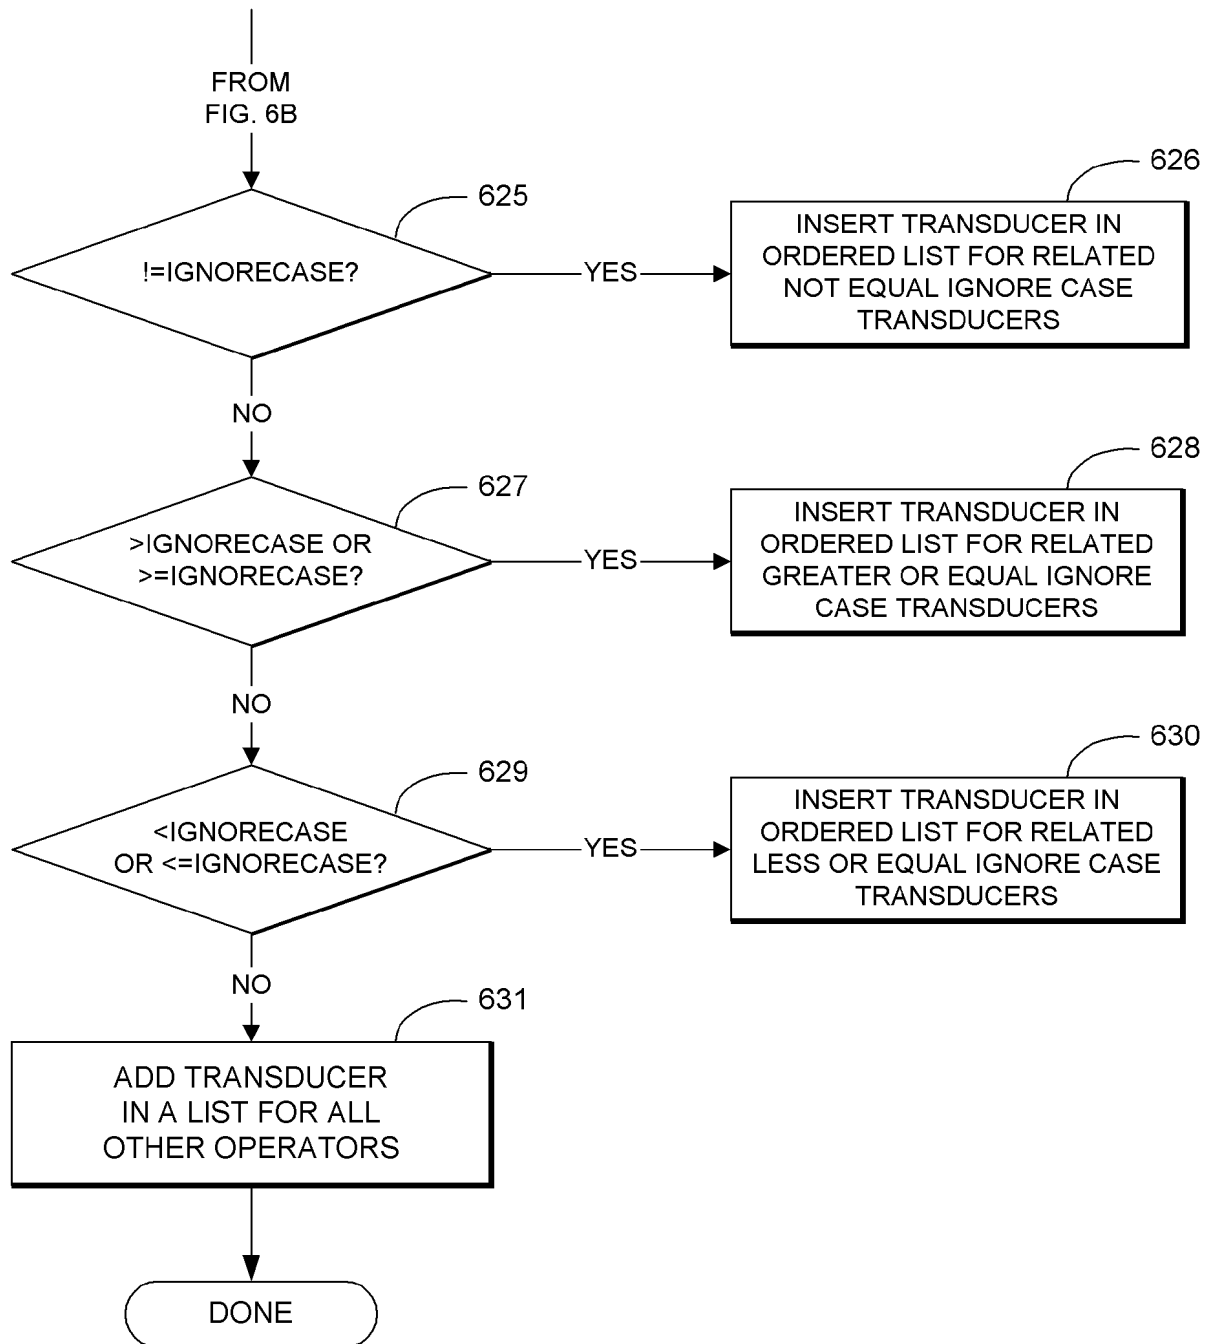 FROM
FIG. 6B
625
!=IGNORECASE?
YES
626
INSERT TRANSDUCER IN
ORDERED LIST FOR RELATED
NOT EQUAL IGNORE CASE
TRANSDUCERS
NO
627
>IGNORECASE OR
>=IGNORECASE?
YES
628
INSERT TRANSDUCER IN
ORDERED LIST FOR RELATED
GREATER OR EQUAL IGNORE
CASE TRANSDUCERS
NO
629
<IGNORECASE
OR <=IGNORECASE?
YES
630
INSERT TRANSDUCER IN
ORDERED LIST FOR RELATED
LESS OR EQUAL IGNORE CASE
TRANSDUCERS
NO
631
ADD TRANSDUCER
IN A LIST FOR ALL
OTHER OPERATORS
DONE